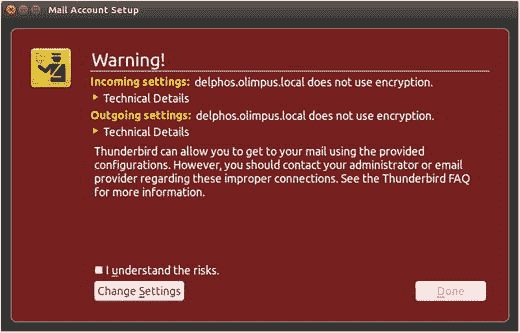 Mail Account Setup
Warning!
Incoming settings: delphos.olimpus.local does not use encryption.
Technical Details
Outgoing settings: delphos.olimpus.local does not use encryption.
Technical Details
Thunderbird can allow you to get to your mail using the provided
configurations. However, you should contact your administrator or email
provider regarding these improper connections. See the Thunderbird FAQ
for more information.
I understand the risks.
Change Settings
Done